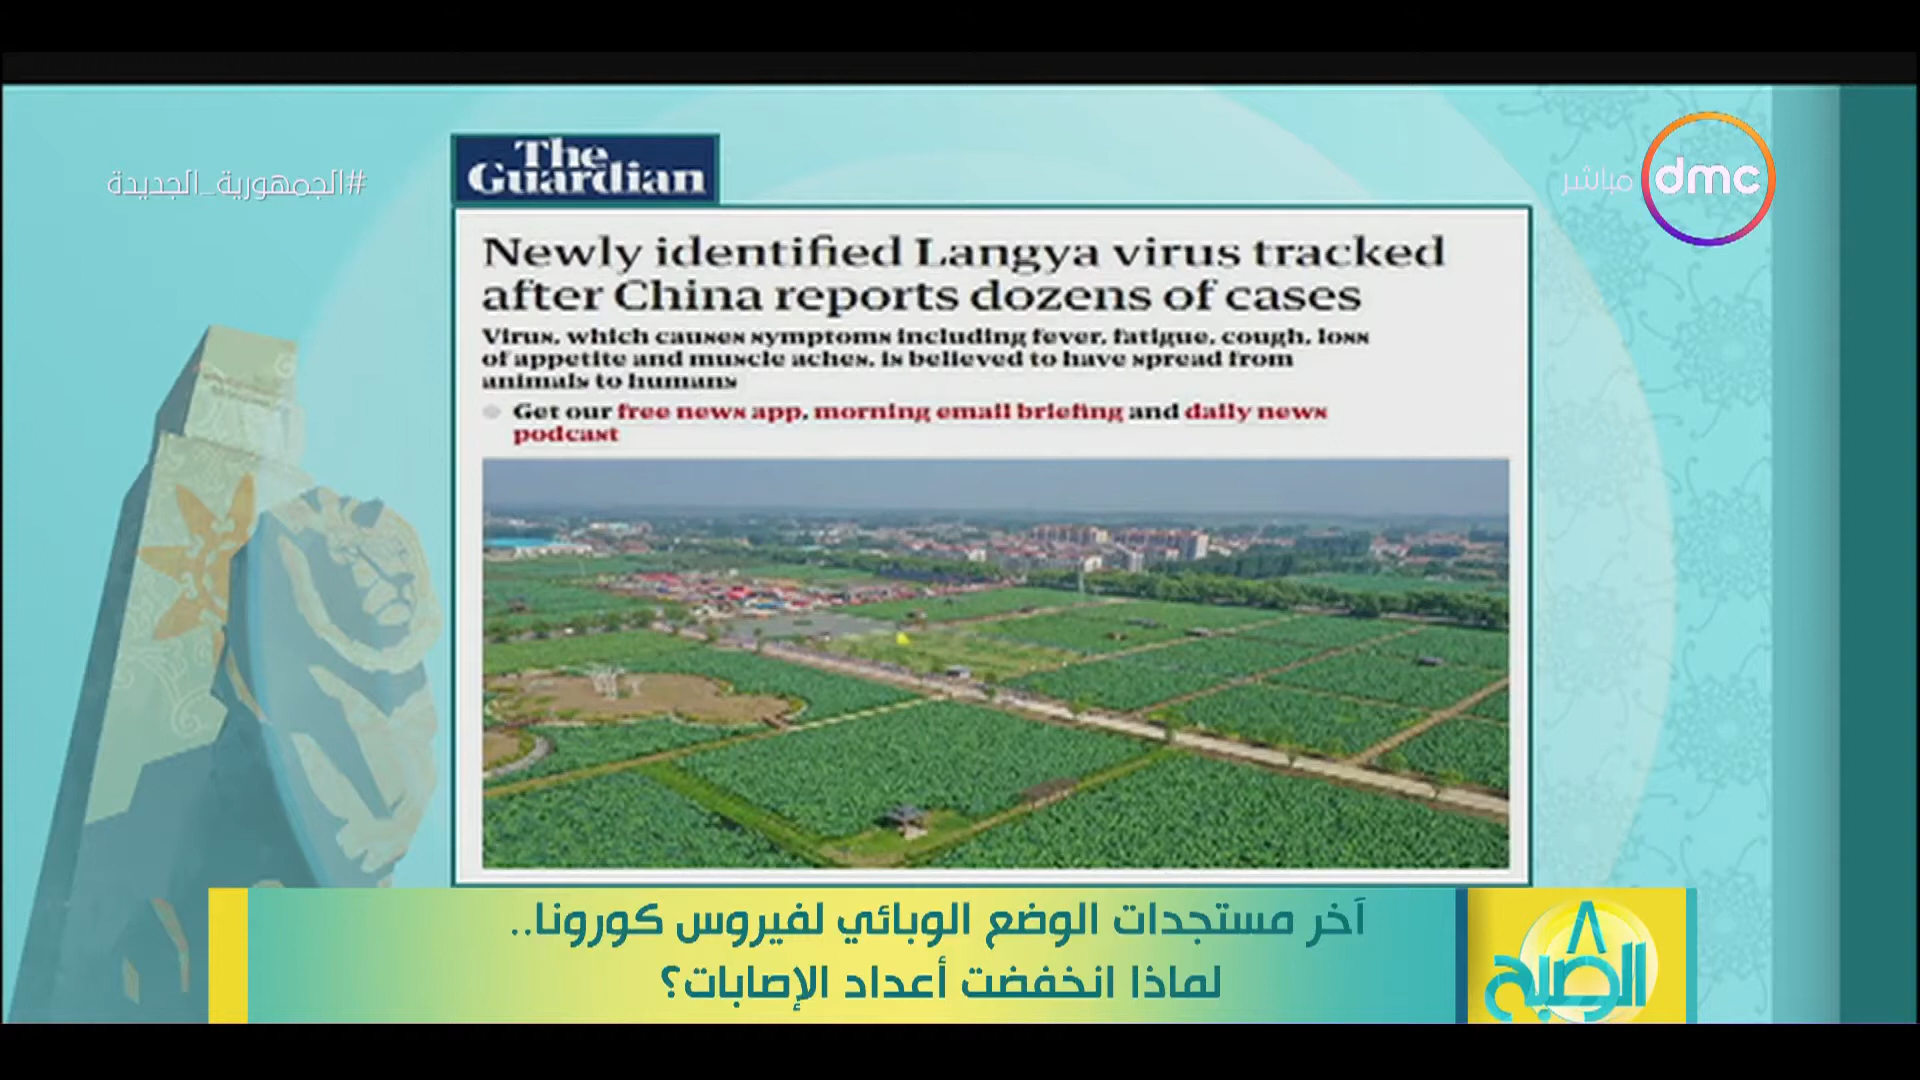 #الجمهورية_الجديدة
The
Guardian
مباشر
dmc
Newly identified Langya virus tracked
after China reports dozens of cases
Virus, which causes symptoms including fever, fatigue, cough, loss
of appetite and muscle aches, is believed to have spread from
animals to humans
Get our free news app, morning email briefing and daily news
podcast
آخر مستجدات الوضع الوبائي لفيروس كورونا..
لماذا انخفضت أعداد الإصابات؟
٨
الصبح